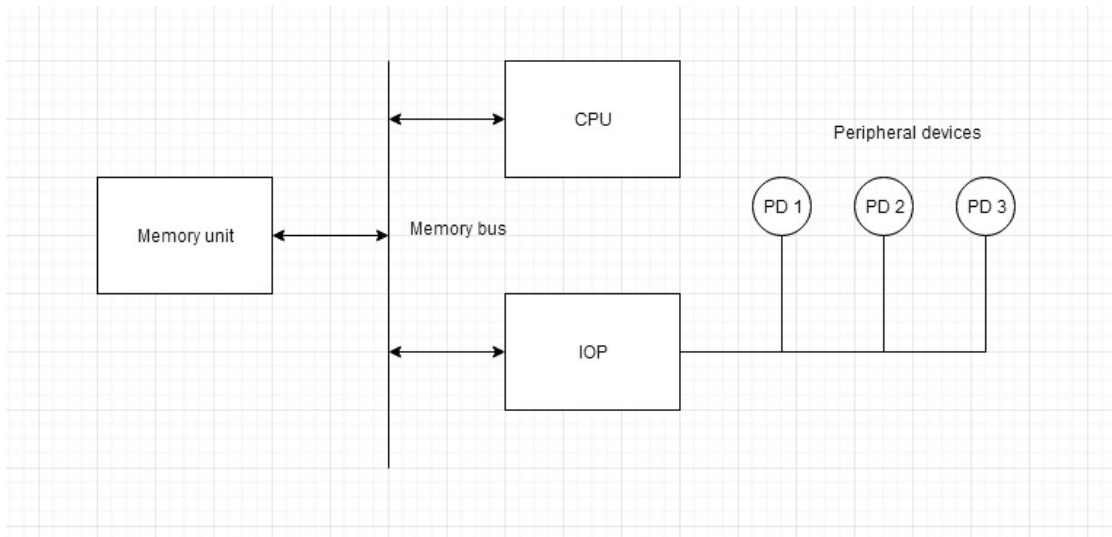 CPU
Peripheral devices
PD 1
PD 2
PD 3
Memory unit
Memory bus
IOP